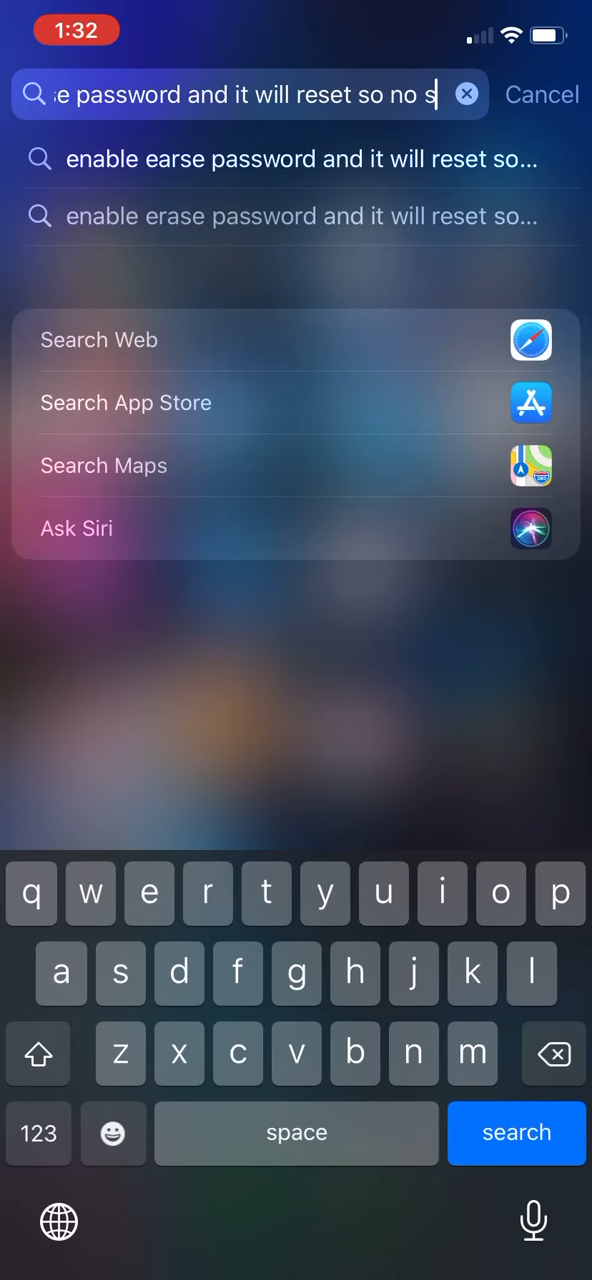 1:32
se password and it will reset so no s
Cancel
enable earse password and it will reset so...
enable erase password and it will reset so...
Search Web
Search App Store
Search Maps
280
Ask Siri
q w e r t y u i o p
a s d f g h j k l
z x c v b n m
123 space search